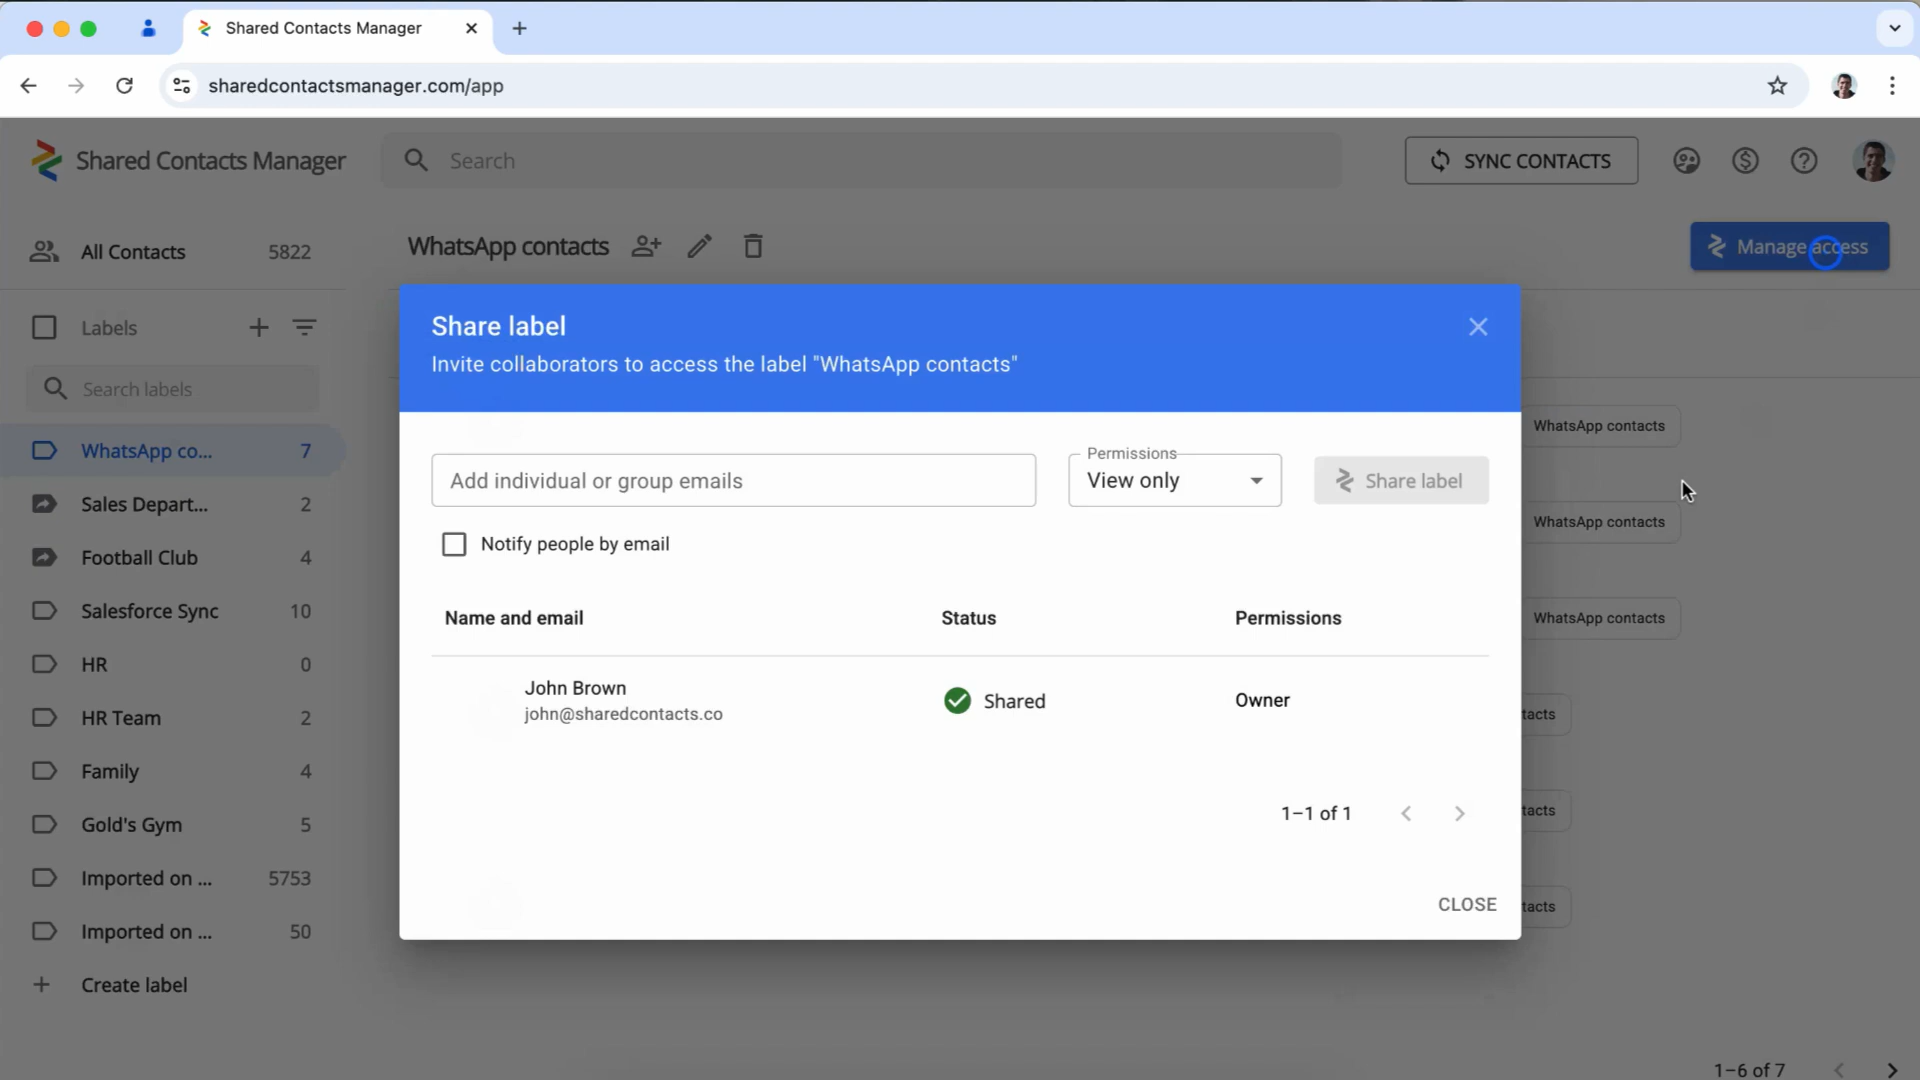 Shared Contacts Manager
sharedcontactsmanager.com/app
Shared Contacts Manager
Search
SYNC CONTACTS
All Contacts 5822
WhatsApp contacts
Manage access
Labels
Search labels
WhatsApp co... 7
Sales Depart... 2
Football Club 4
Salesforce Sync 10
HR 0
HR Team 2
Family 4
Gold's Gym 5
Imported on ... 5753
Imported on ... 50
Create label
Share label
Invite collaborators to access the label "WhatsApp contacts"
Add individual or group emails
Permissions
View only
Share label
Notify people by email
Name and email Status Permissions
John Brown
john@sharedcontacts.co
Shared
Owner
1–1 of 1
CLOSE
WhatsApp contacts
WhatsApp contacts
WhatsApp contacts
tacts
tacts
tacts
1–6 of 7